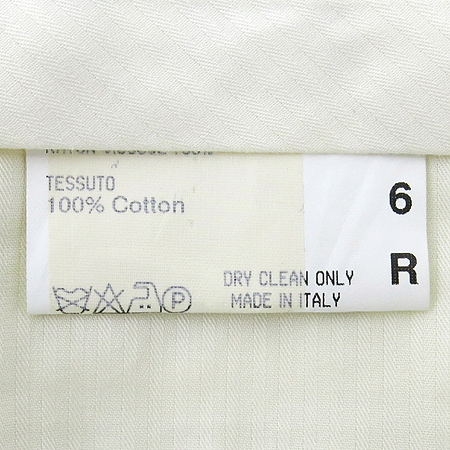 TESSUTO
100% Cotton
6
R
DRY CLEAN ONLY
MADE IN ITALY
P